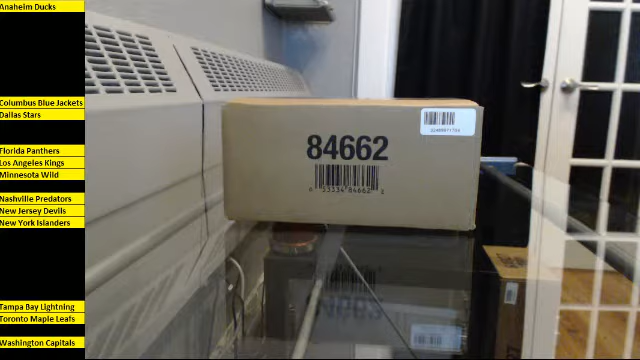 Anaheim Ducks
Columbus Blue Jackets
Dallas Stars
Florida Panthers
Los Angeles Kings
Minnesota Wild
Nashville Predators
New Jersey Devils
New York Islanders
Tampa Bay Lightning
Toronto Maple Leafs
Washington Capitals
84662